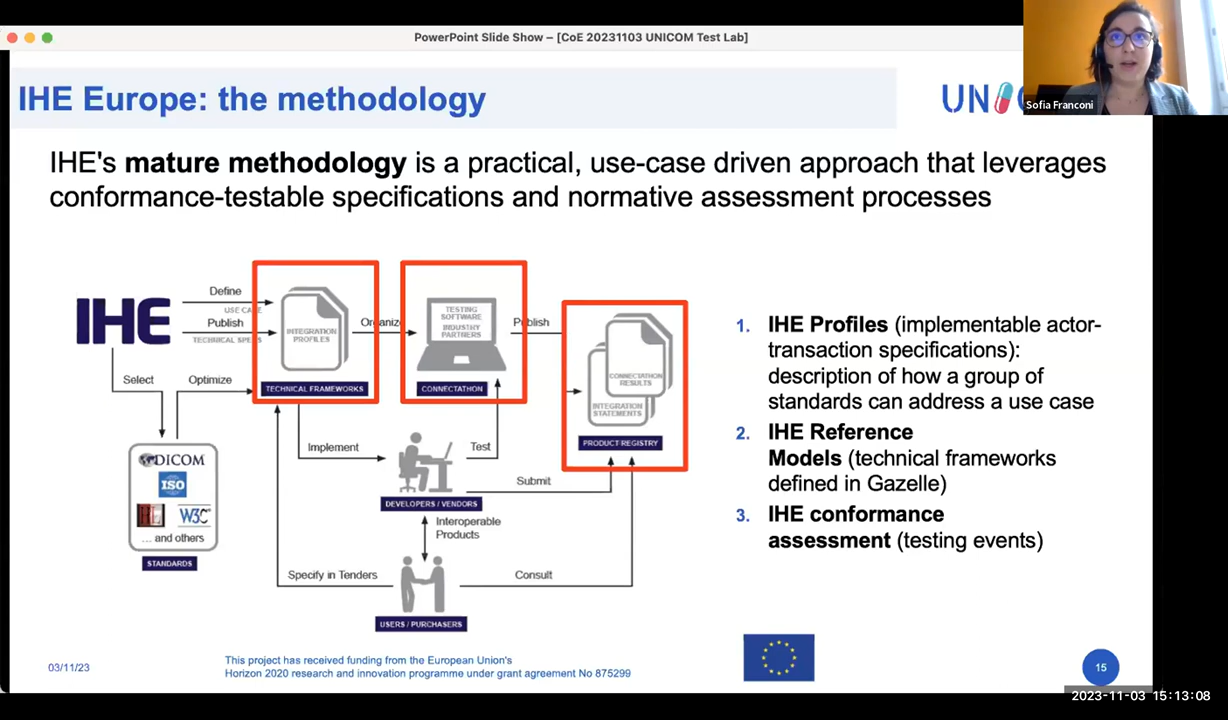 PowerPoint Slide Show – [CoE 20231103 UNICOM Test Lab]
Sofia Franconi
IHE Europe: the methodology
IHE's mature methodology is a practical, use-case driven approach that leverages
conformance-testable specifications and normative assessment processes
IHE
Define
USE CA
Publish
TECHNICAL SPE
Select
Optimize
INTEGRATION
PROFILES
TECHNICAL FRAMEWORKS
Organize
TESTING
SOFTWARE
INDUSTRY
PARTNERS
CONNECTATHON
Publish
CONNECTATHON
RESULTS
INTEGRATION
STATEMENTS
PRODUCT REGISTRY
Implement
Test
DEVELOPERS / VENDORS
Submit
Interoperable
Products
DICOM
ISO
W3C
... and others
STANDARDS
Specify in Tenders
Consult
USERS / PURCHASERS
1. IHE Profiles (implementable actor-
transaction specifications):
description of how a group of
standards can address a use case
2. IHE Reference
Models (technical frameworks
defined in Gazelle)
3. IHE conformance
assessment (testing events)
03/11/23
This project has received funding from the European Union's
Horizon 2020 research and innovation programme under grant agreement No 875299
15
2023-11-03 15:13:08